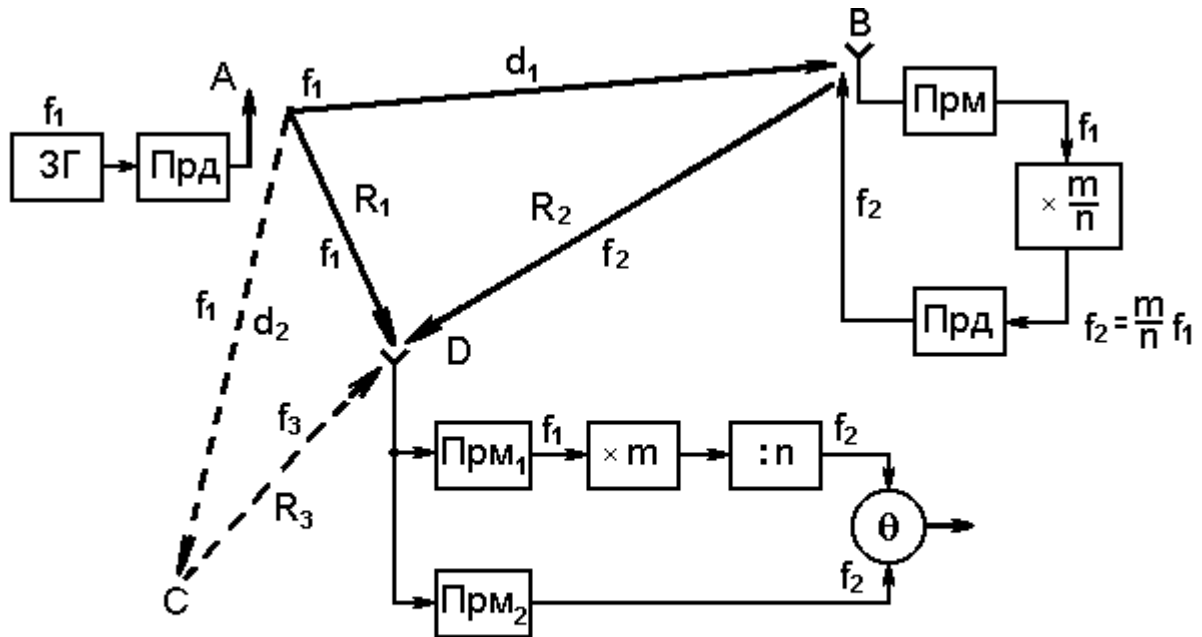 A
f₁
ЗГ
Прд
f₁
d₁
B
Прм
f₁
× m/n
f₂
Прд
f₂ = m/n f₁
R₁
f₁
R₂
f₂
f₁
d₂
D
f₃
R₃
C
Прм₁
f₁
× m
: n
f₂
θ
Прм₂
f₂